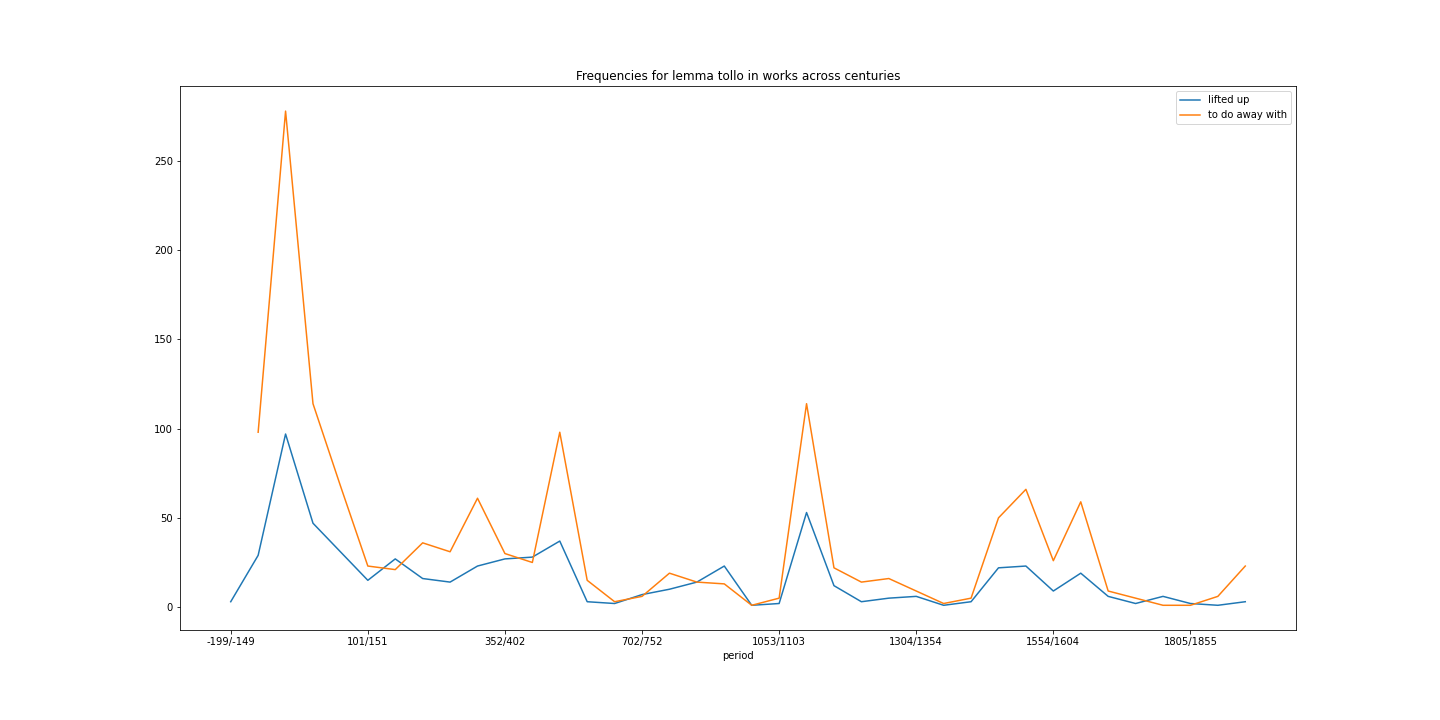 Frequencies for lemma tollo in works across centuries
lifted up
to do away with
250
200
150
100
50
0
-199/-149 101/151 352/402 702/752 1053/1103 1304/1354 1554/1604 1805/1855
period